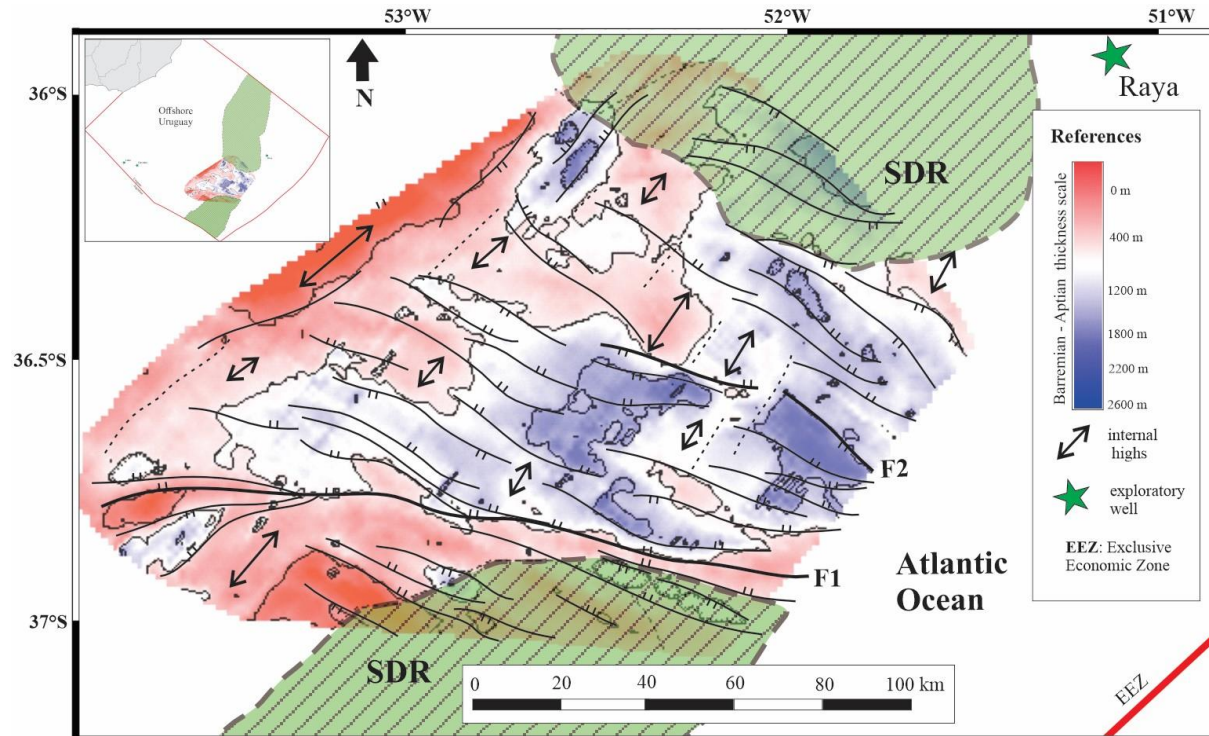 53°W
52°W
51°W
36°S
36.5°S
37°S
Offshore
Uruguay
N
Raya
SDR
References
Barremian - Aptian thickness scale
0 m
400 m
1200 m
1800 m
2200 m
2600 m
internal
highs
exploratory
well
EEZ: Exclusive
Economic Zone
F2
F1
Atlantic
Ocean
SDR
0 20 40 60 80 100 km
EEZ